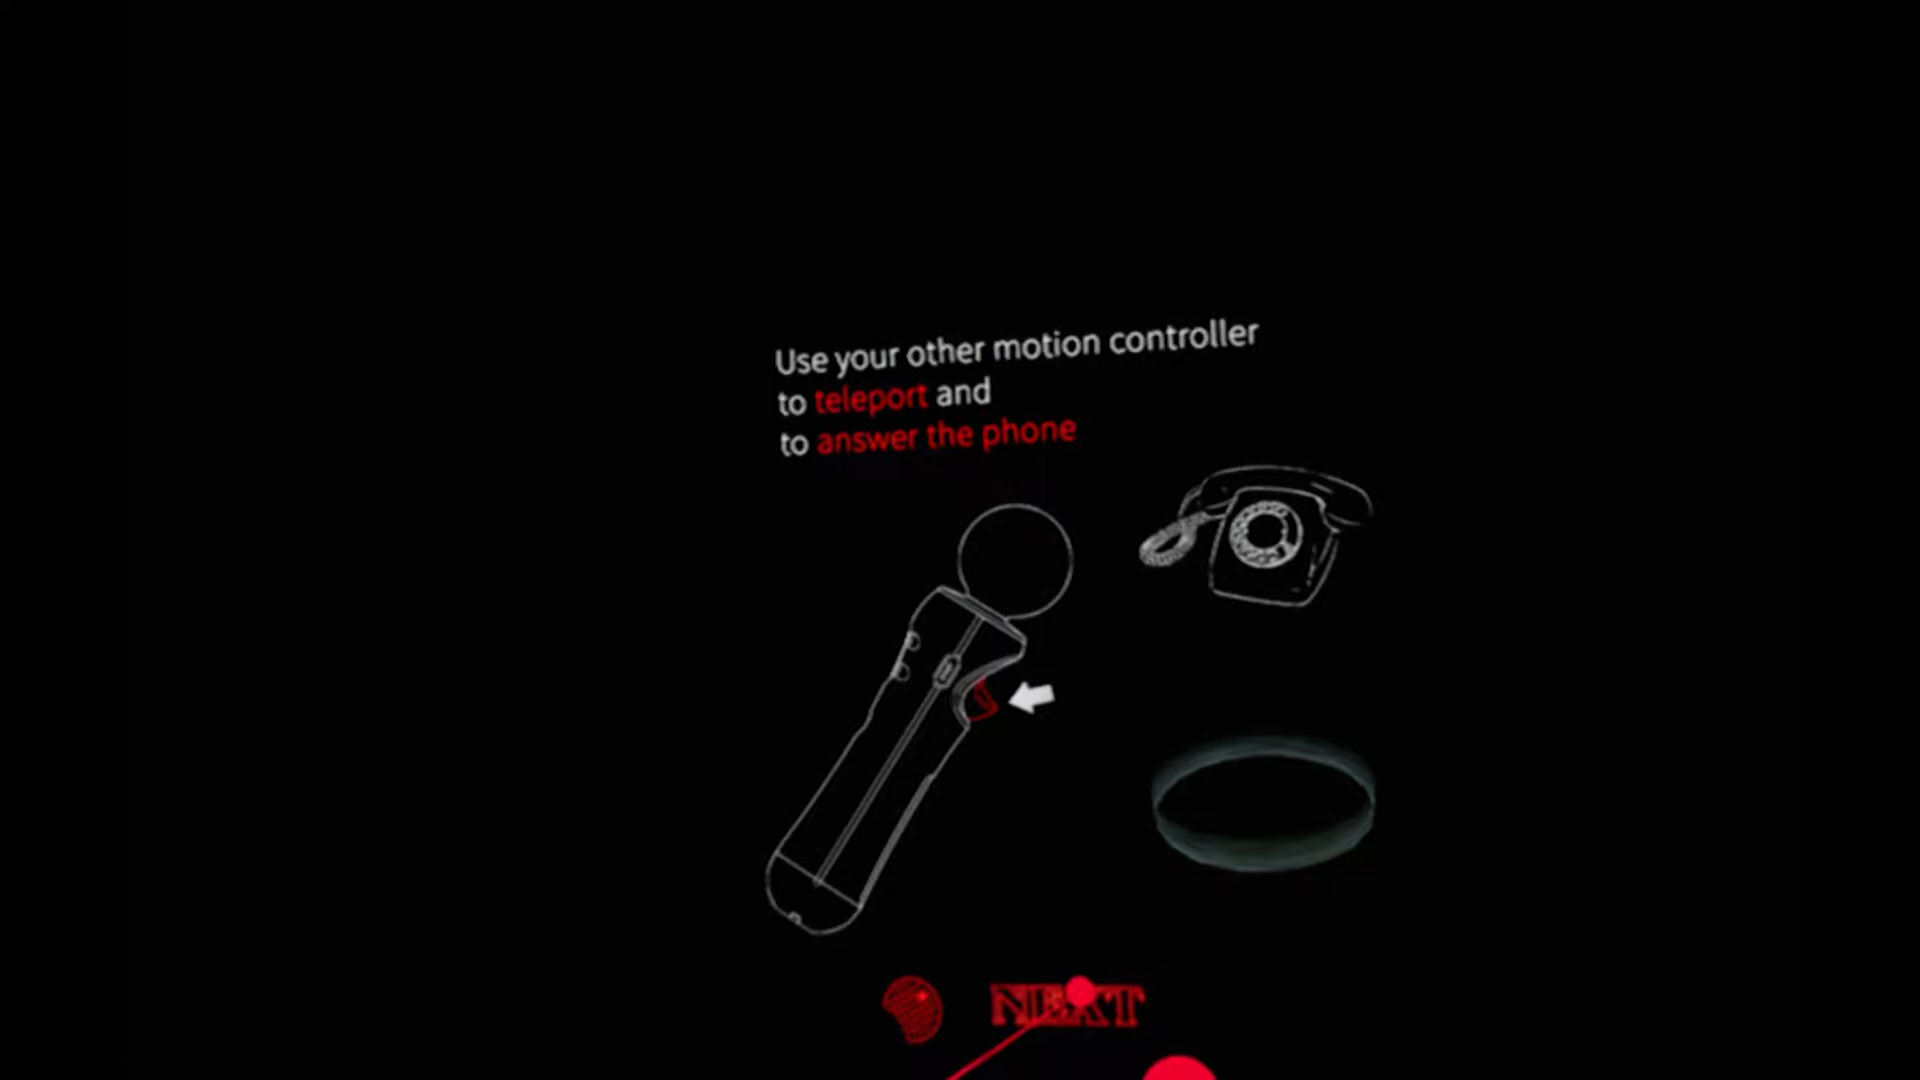 Use your other motion controller
to teleport and
to answer the phone
NEXT